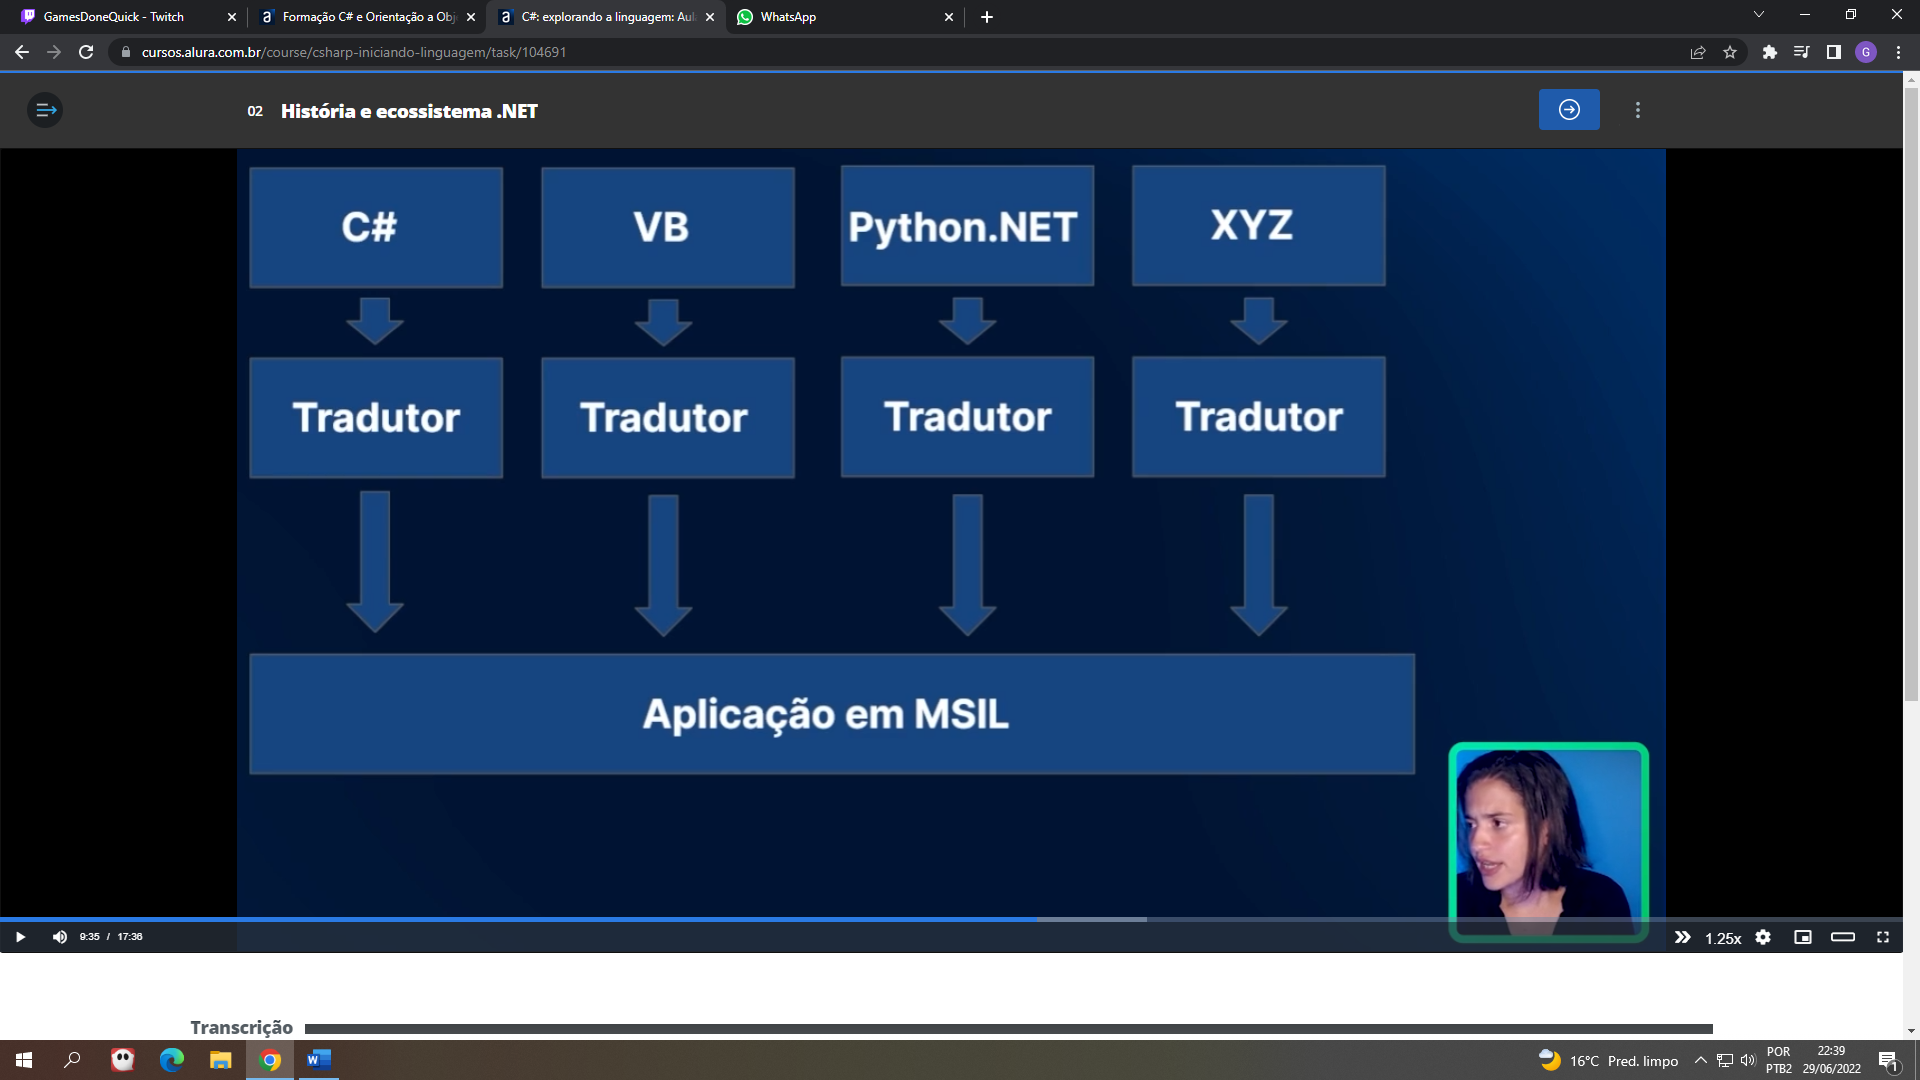 GamesDoneQuick - Twitch
Formação C# e Orientação a Obj
C#: explorando a linguagem: Aul
WhatsApp
cursos.alura.com.br/course/csharp-iniciando-linguagem/task/104691
G
02 História e ecossistema .NET
C# VB Python.NET XYZ
Tradutor Tradutor Tradutor Tradutor
Aplicação em MSIL
9:35 / 17:36
1.25x
Transcrição
16°C Pred. limpo
POR
PTB2
22:39
29/06/2022
1